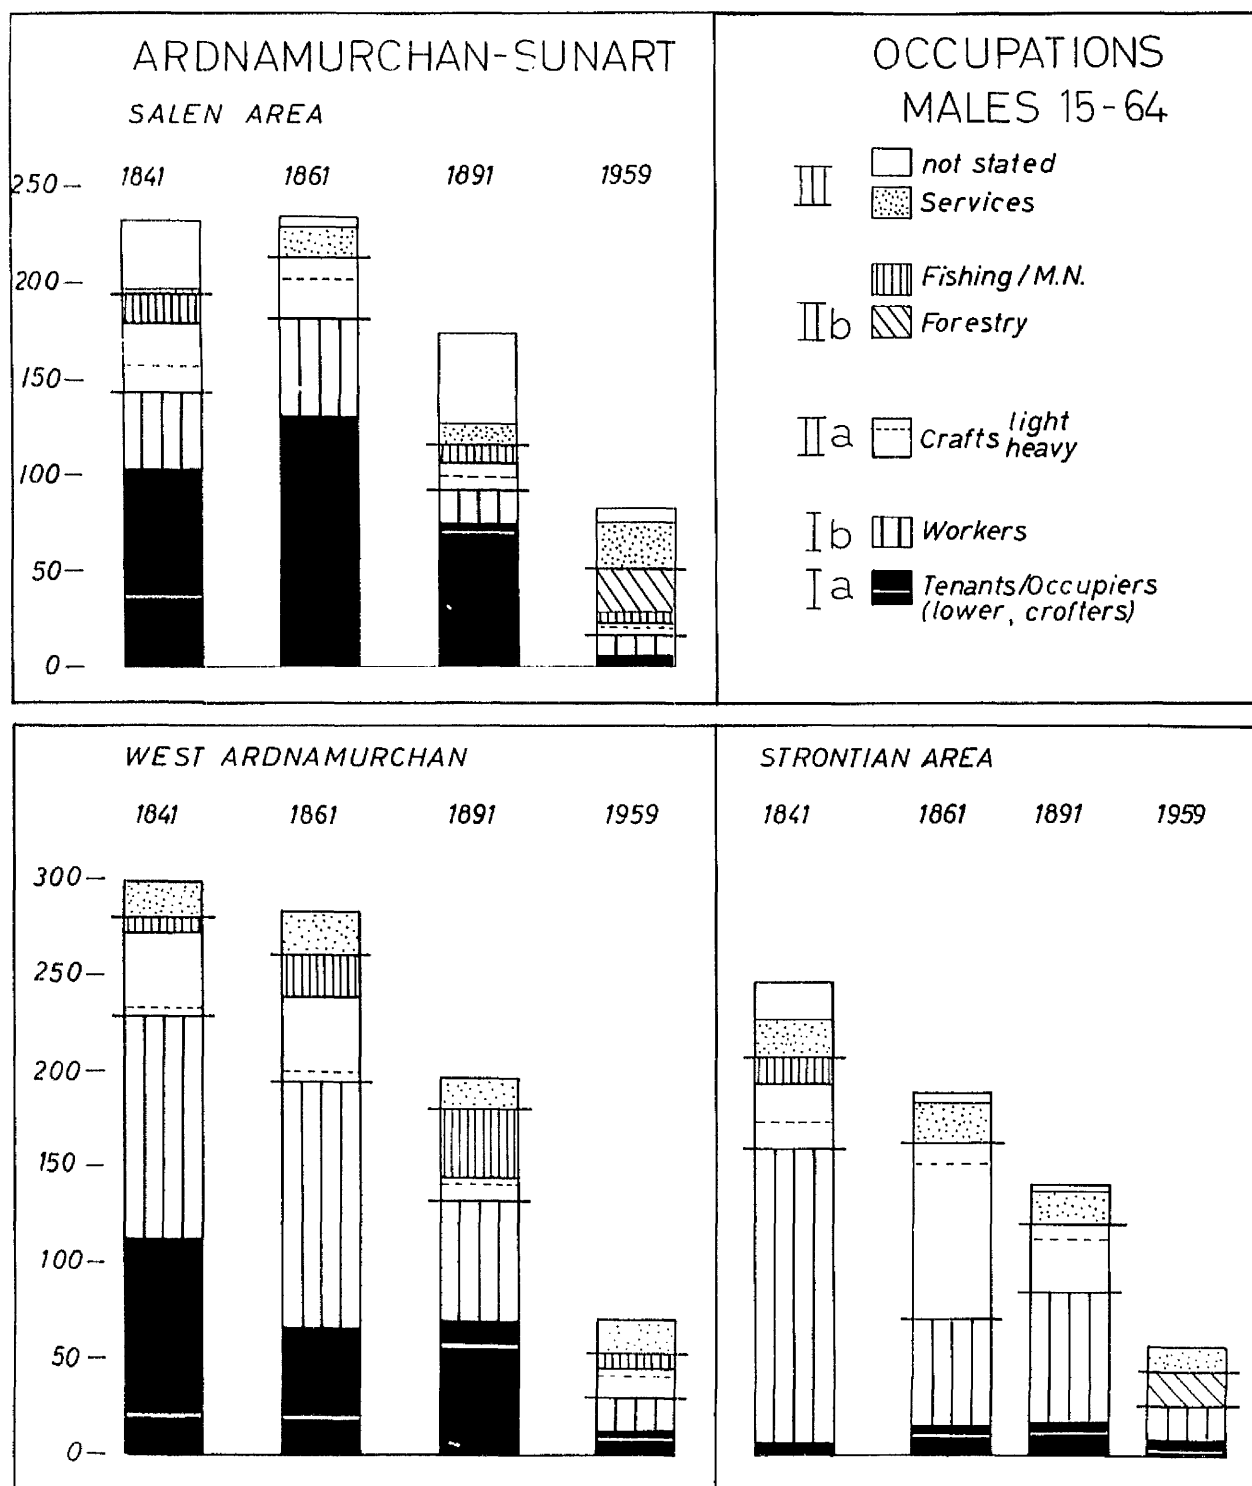 ARDNAMURCHAN-SUNART
SALEN AREA
1841 1861 1891 1959
250
200
150
100
50
0
OCCUPATIONS
MALES 15-64
III not stated
Services
Fishing/M.N.
IIb Forestry
IIa Crafts light
heavy
Ib Workers
Ia Tenants/Occupiers
(lower, crofters)
WEST ARDNAMURCHAN
1841 1861 1891 1959
300
250
200
150
100
50
0
STRONTIAN AREA
1841 1861 1891 1959